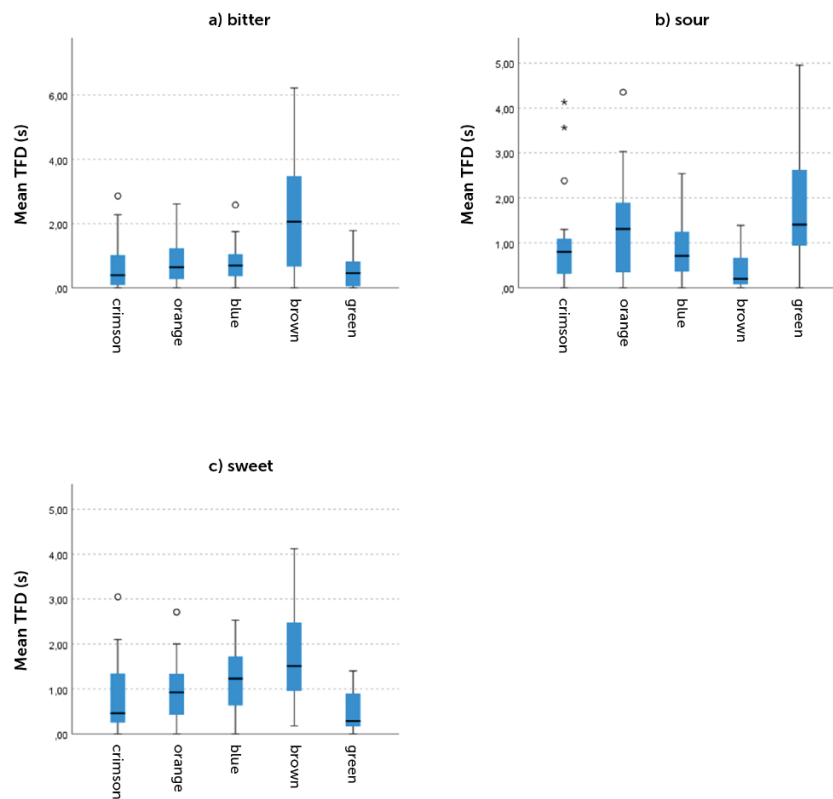 a) bitter
Mean TFD (s)
6,00
4,00
2,00
,00
crimson
orange
blue
brown
green
b) sour
Mean TFD (s)
5,00
4,00
3,00
2,00
1,00
,00
crimson
orange
blue
brown
green
c) sweet
Mean TFD (s)
5,00
4,00
3,00
2,00
1,00
,00
crimson
orange
blue
brown
green